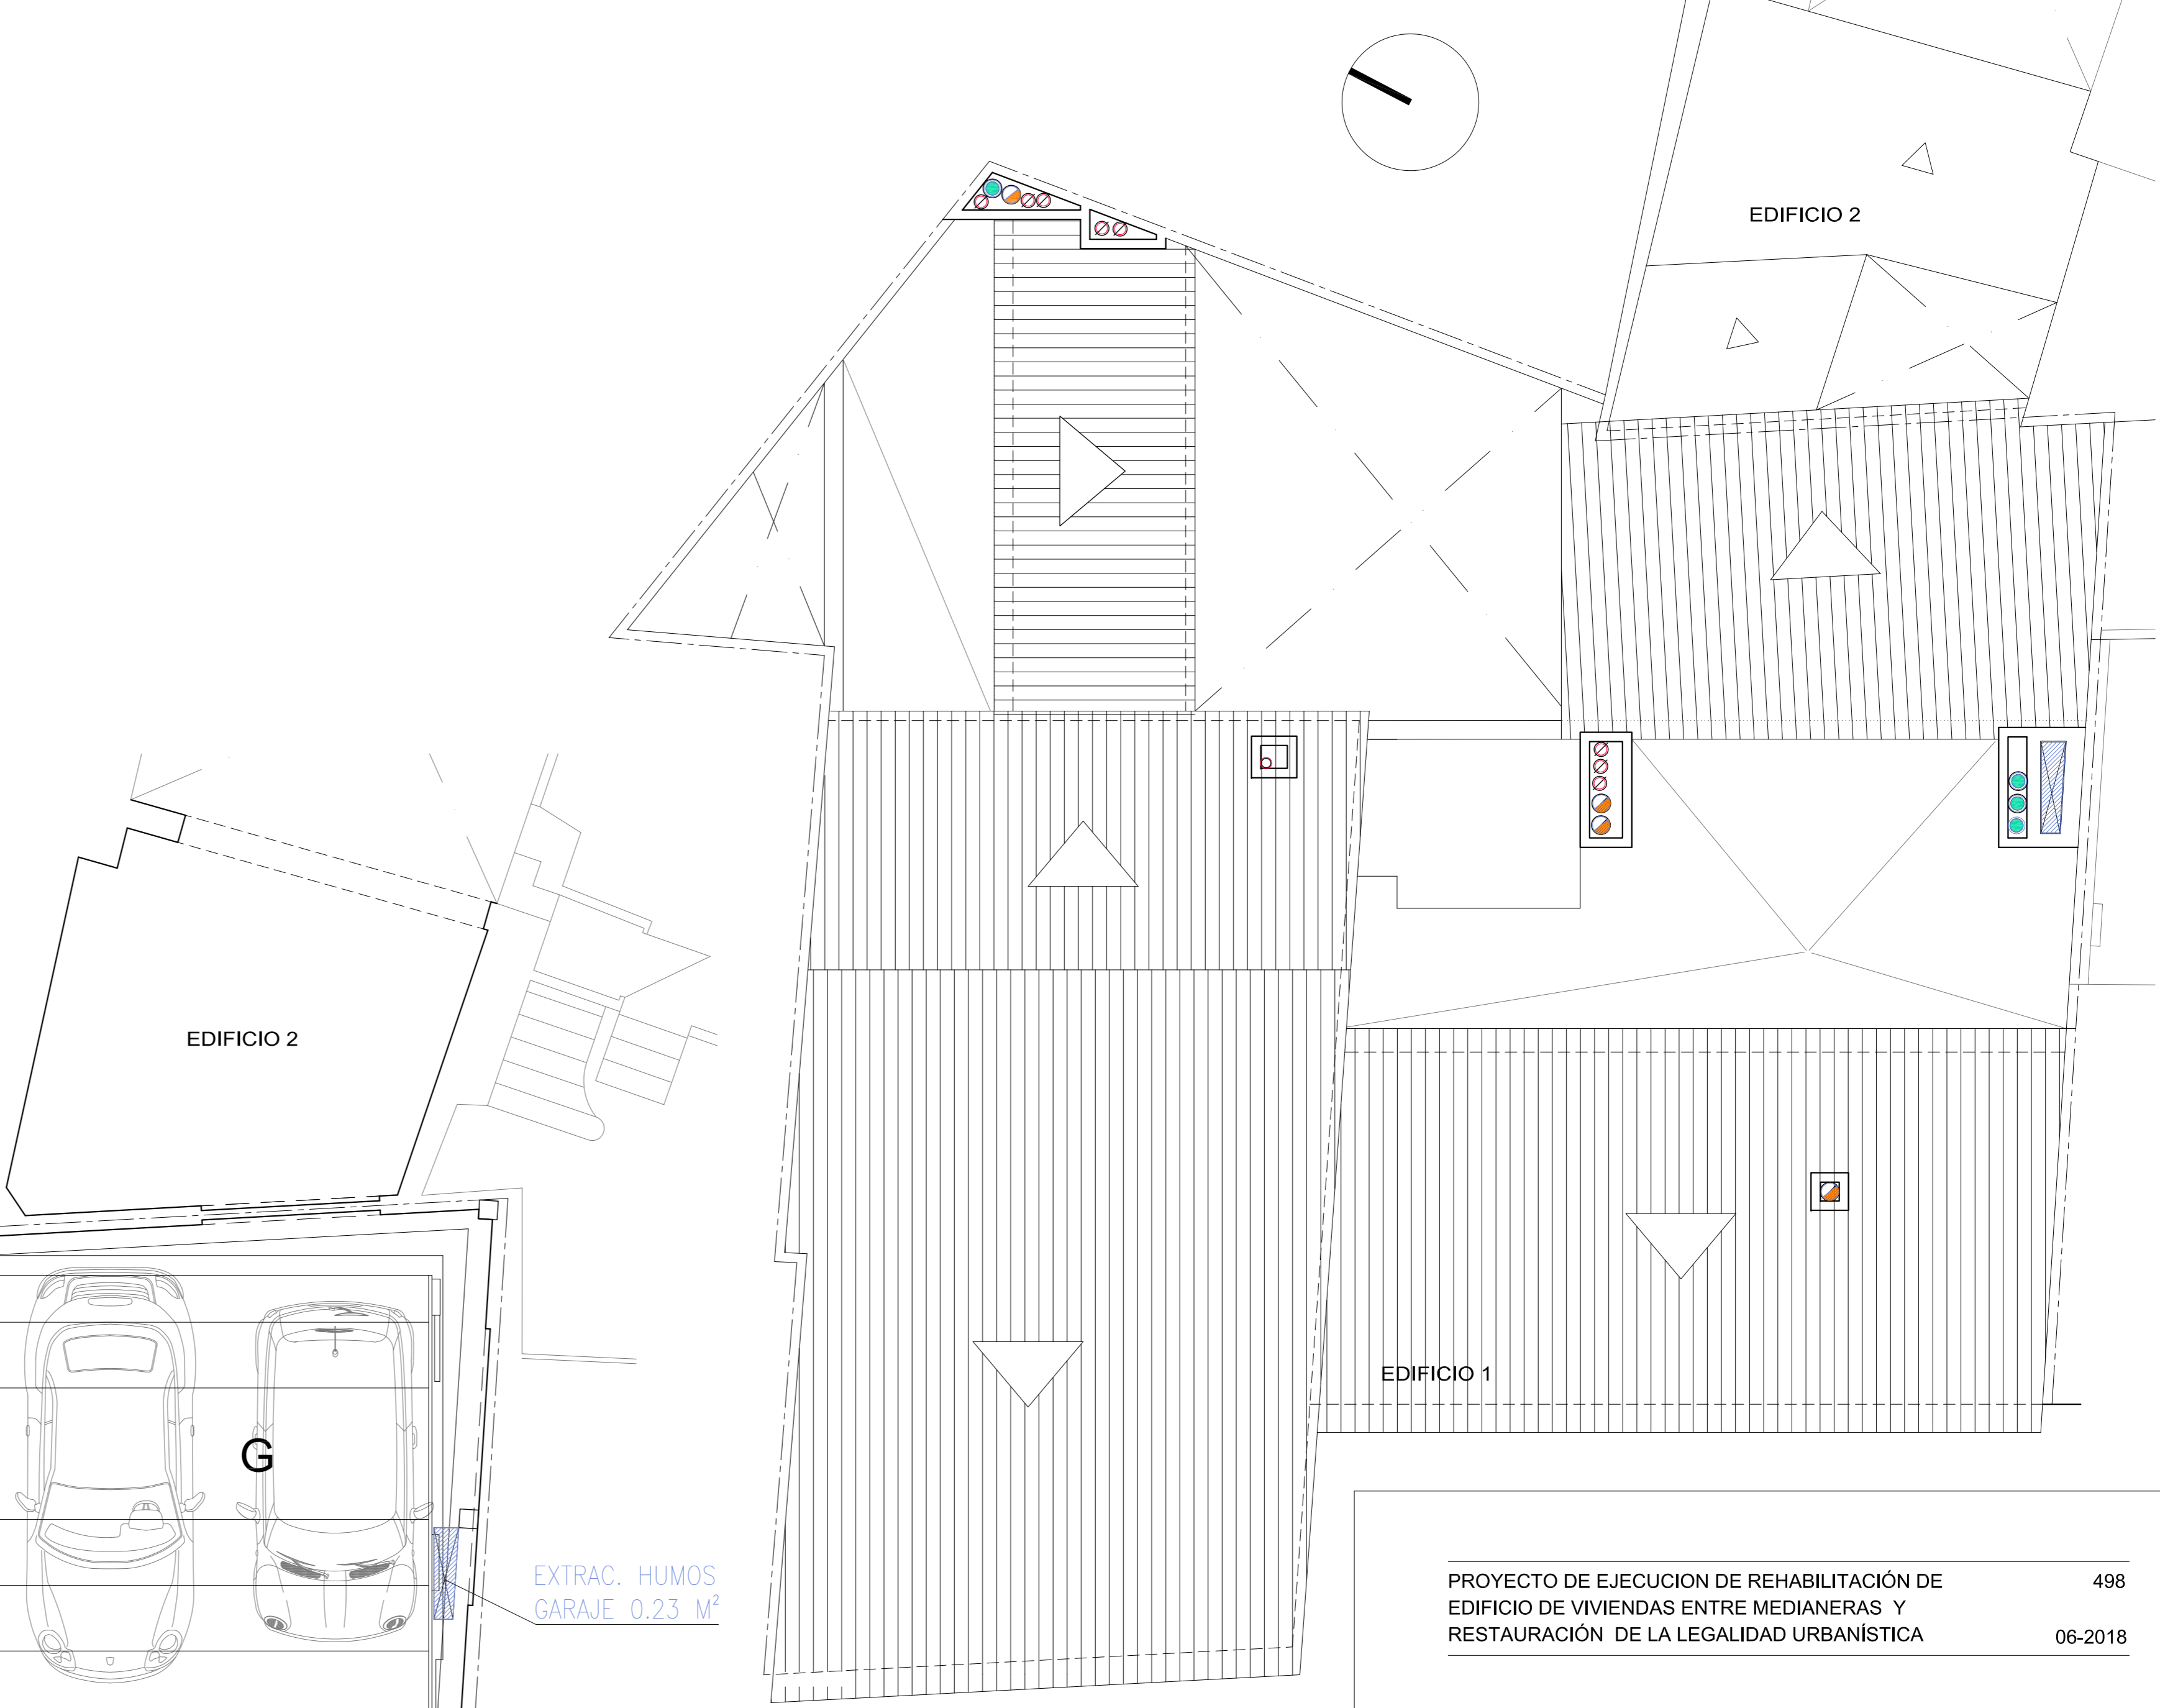 EDIFICIO 2
EDIFICIO 2
EDIFICIO 1
G
EXTRAC. HUMOS
GARAJE 0.23 M²
PROYECTO DE EJECUCION DE REHABILITACIÓN DE 498
EDIFICIO DE VIVIENDAS ENTRE MEDIANERAS Y
RESTAURACIÓN DE LA LEGALIDAD URBANÍSTICA 06-2018